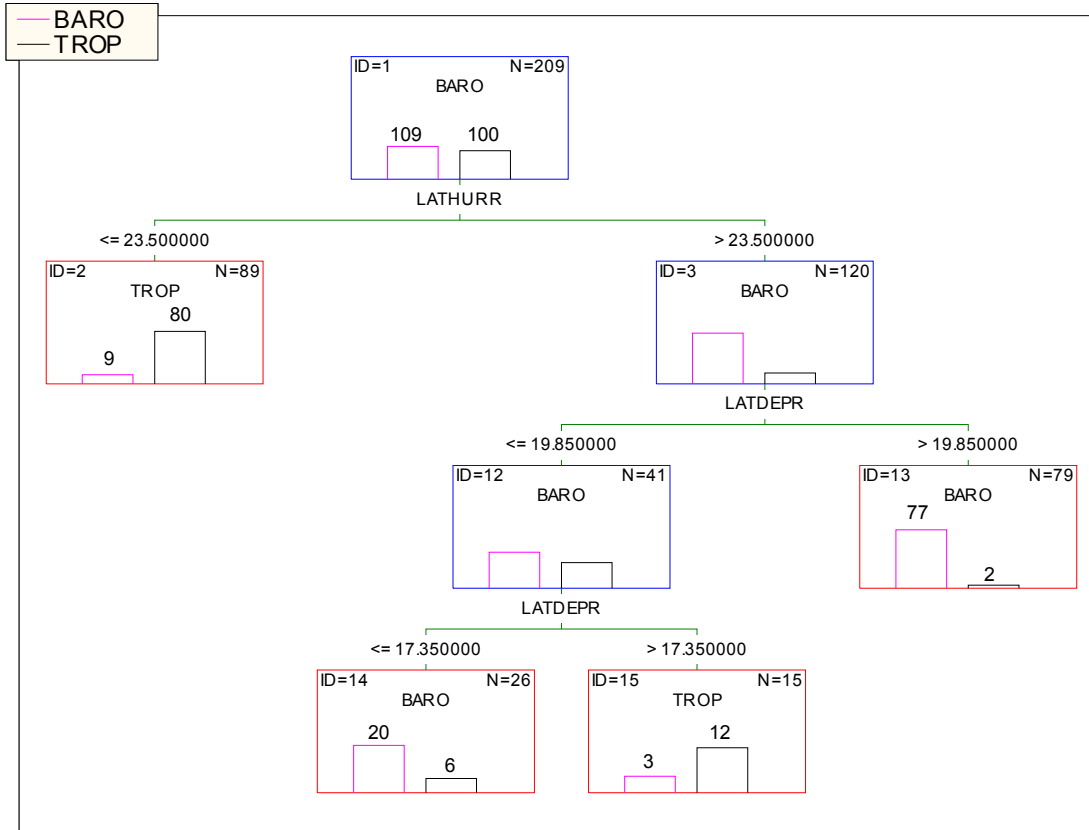 BARO
TROP
ID=1 N=209
BARO
109 100
LATHURR
<= 23.500000 > 23.500000
ID=2 N=89
TROP
80
9
ID=3 N=120
BARO
LATDEPR
<= 19.850000 > 19.850000
ID=12 N=41
BARO
ID=13 N=79
BARO
77
2
LATDEPR
<= 17.350000 > 17.350000
ID=14 N=26
BARO
20
6
ID=15 N=15
TROP
12
3